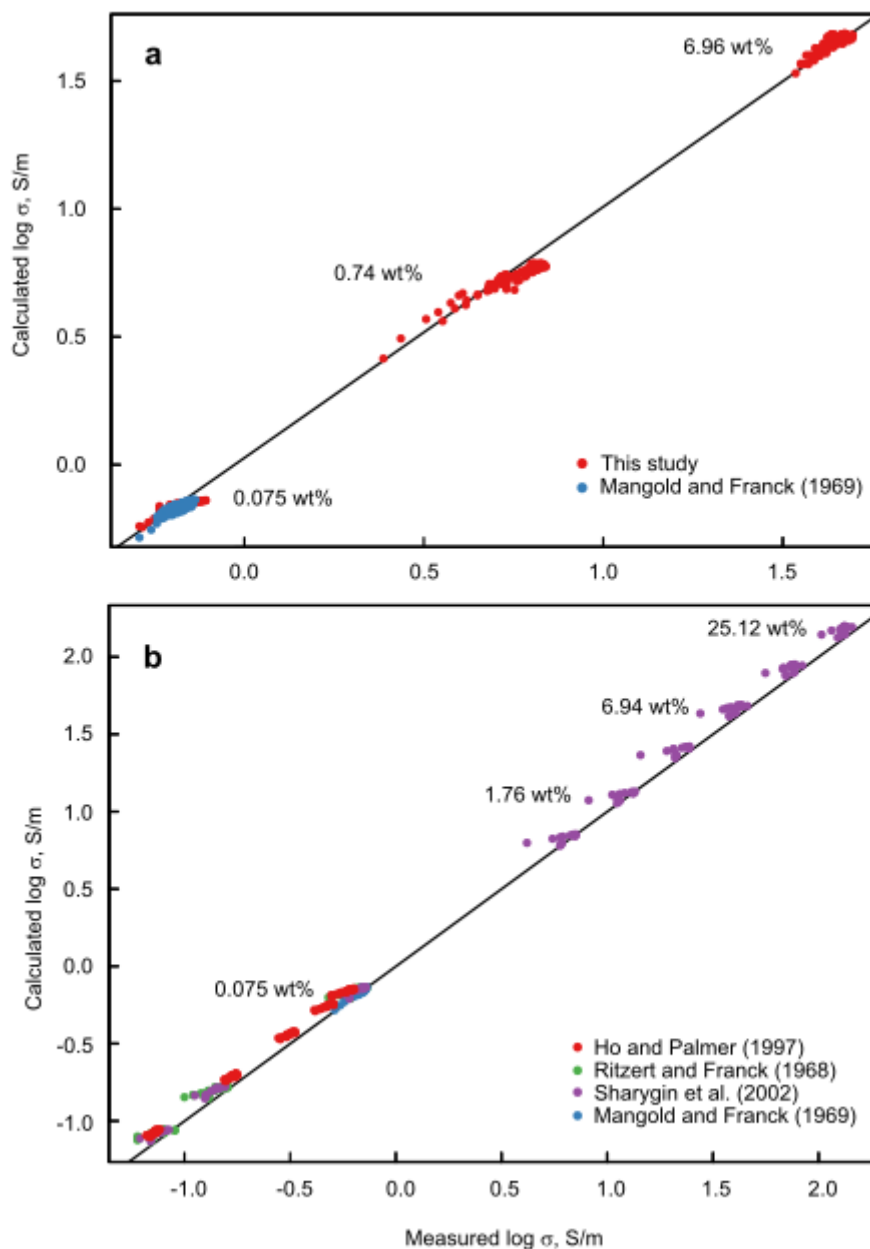 a
6.96 wt%
1.5
1.0
0.74 wt%
0.5
Calculated log σ, S/m
0.0
0.075 wt%
This study
Mangold and Franck (1969)
0.0 0.5 1.0 1.5
b
25.12 wt%
2.0
6.94 wt%
1.5
1.76 wt%
1.0
0.5
Calculated log σ, S/m
0.0
0.075 wt%
-0.5
Ho and Palmer (1997)
Ritzert and Franck (1968)
Sharygin et al. (2002)
Mangold and Franck (1969)
-1.0
-1.0 -0.5 0.0 0.5 1.0 1.5 2.0
Measured log σ, S/m